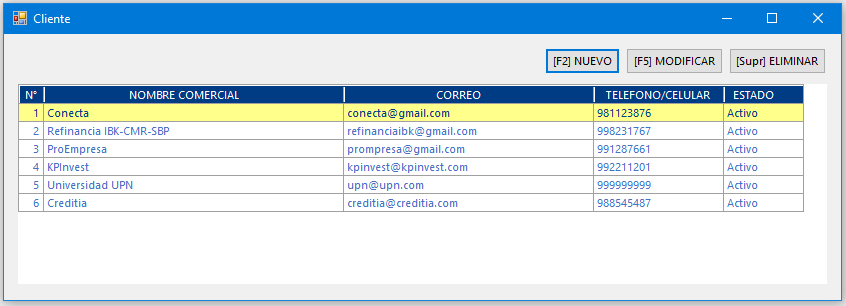 Cliente
[F2] NUEVO [F5] MODIFICAR [Supr] ELIMINAR
N° NOMBRE COMERCIAL CORREO TELEFONO/CELULAR ESTADO
1 Conecta conecta@gmail.com 981123876 Activo
2 Refinancia IBK-CMR-SBP refinanciaibk@gmail.com 998231767 Activo
3 ProEmpresa prompresa@gmail.com 991287661 Activo
4 KPInvest kpinvest@kpinvest.com 992211201 Activo
5 Universidad UPN upn@upn.com 999999999 Activo
6 Creditia creditia@creditia.com 988545487 Activo